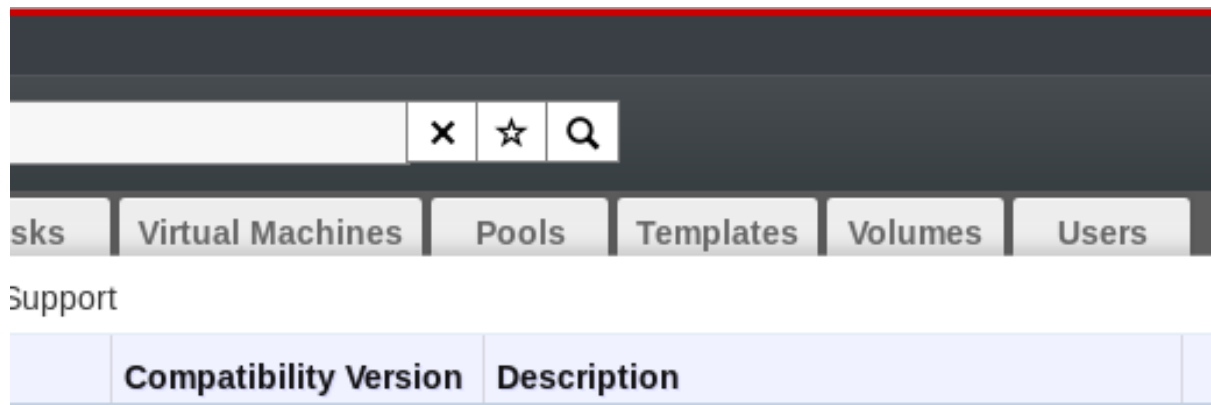 sks Virtual Machines Pools Templates Volumes Users
Support
Compatibility Version Description